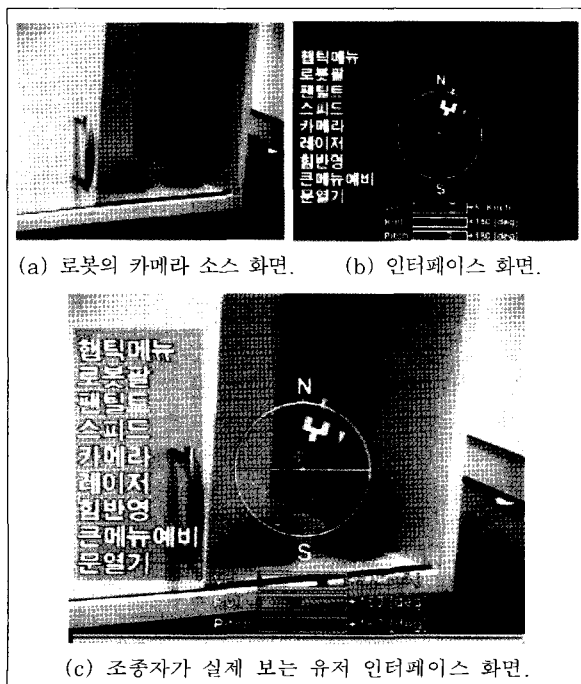 햅틱메뉴
로봇팔
팬틸트
스피드
카메라
레이저
힘반영
큰메뉴예비
문열기
N
S
Pitch
(a) 로봇의 카메라 소스 화면.
(b) 인터페이스 화면.
햅틱메뉴
로봇팔
팬틸트
스피드
카메라
레이저
힘반영
큰메뉴예비
문열기
N
S
(c) 조종자가 실제 보는 유저 인터페이스 화면.